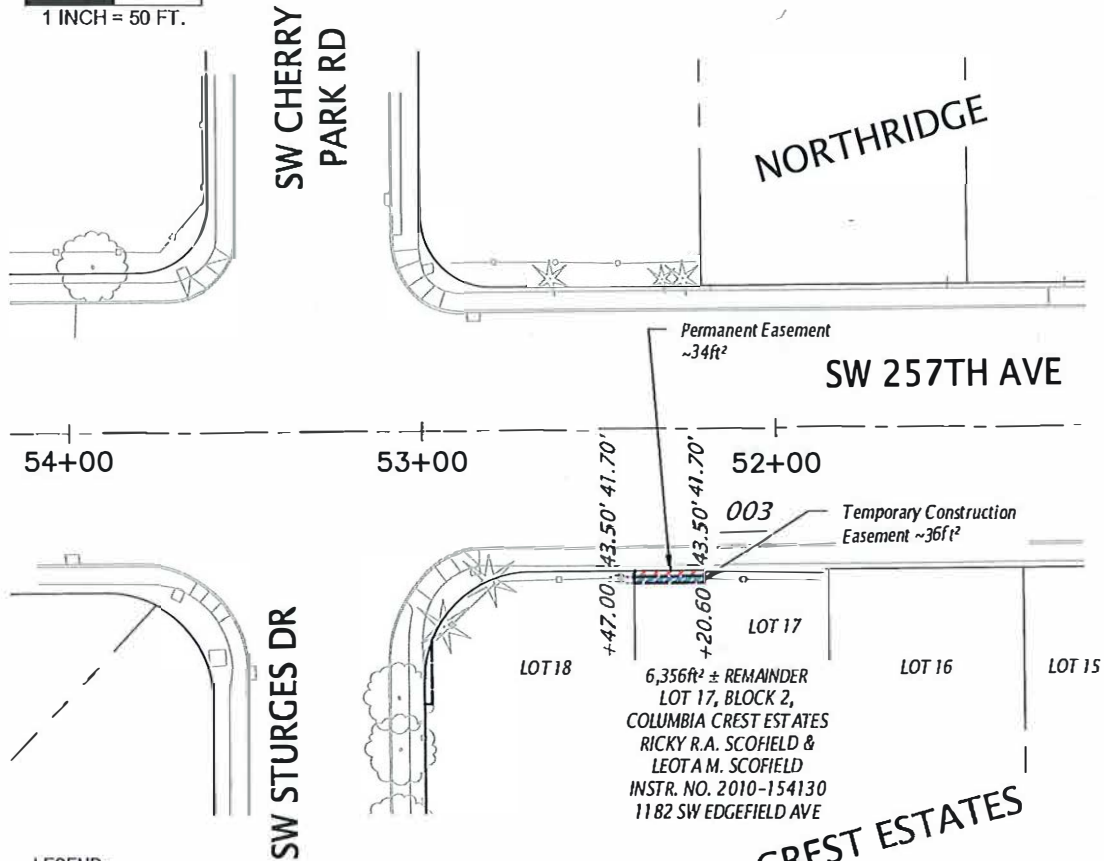 1 INCH = 50 FT.
SW CHERRY
PARK RD
NORTHRIDGE
Permanent Easement
~34ft²
SW 257TH AVE
54+00
53+00
52+00
+47.00 43.50' 41.70'
+20.60 43.50' 41.70'
003
Temporary Construction
Easement ~36ft²
SW STURGES DR
LOT 18
LOT 17
LOT 16
LOT 15
6,356ft² ± REMAINDER
LOT 17, BLOCK 2,
COLUMBIA CREST ESTATES
RICKY R.A. SCOFIELD &
LEOTA M. SCOFIELD
INSTR. NO. 2010-154130
1182 SW EDGEFIELD AVE
CREST ESTATES
LEGEND